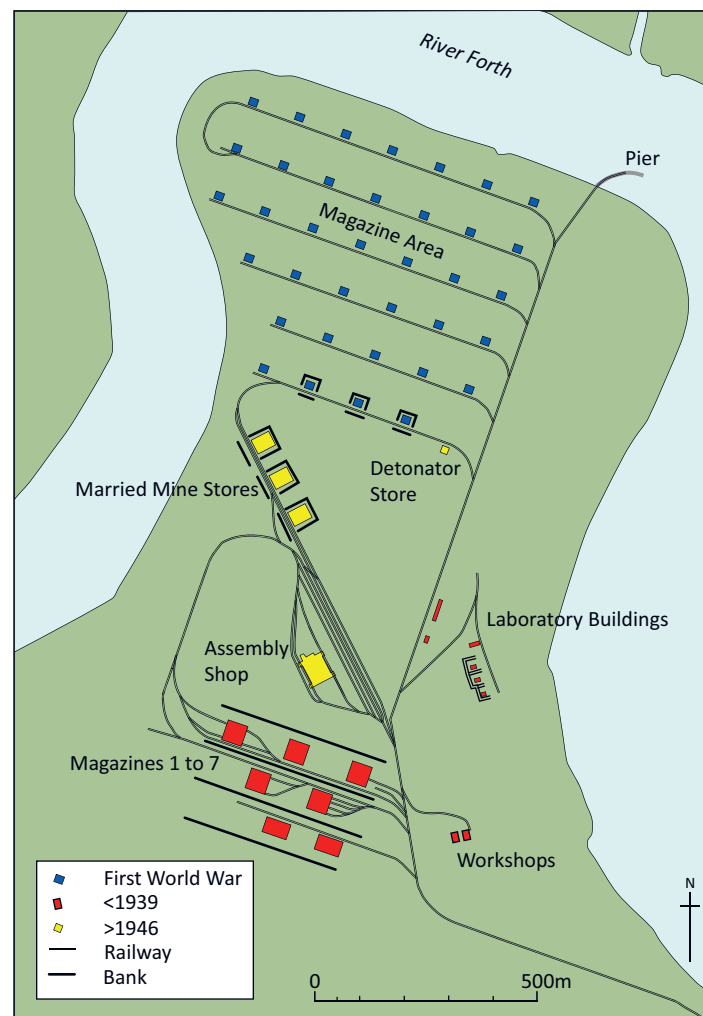 River Forth
Pier
Magazine Area
Detonator
Store
Married Mine Stores
Laboratory Buildings
Assembly
Shop
Magazines 1 to 7
Workshops
First World War
<1939
>1946
Railway
Bank
0
500m
N